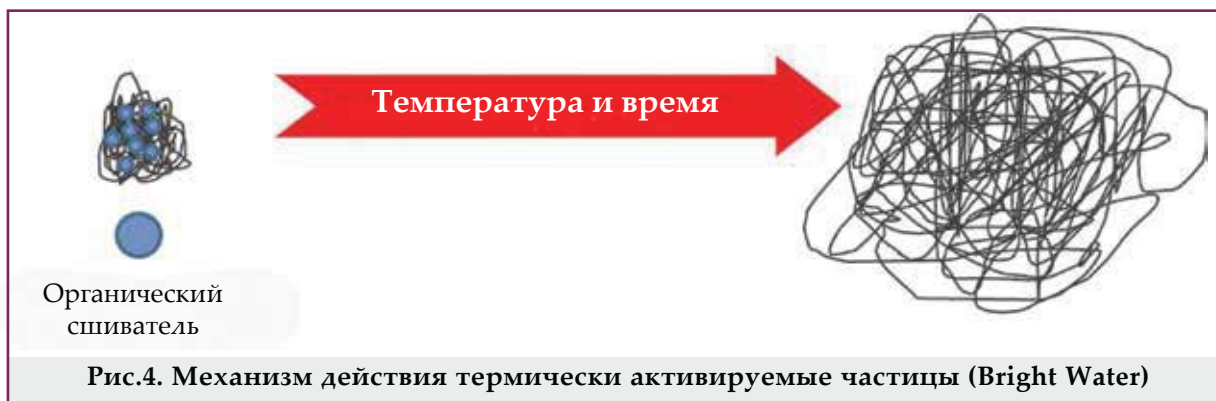 Температура и время
Органический
сшиватель
Рис.4. Механизм действия термически активируемые частицы (Bright Water)